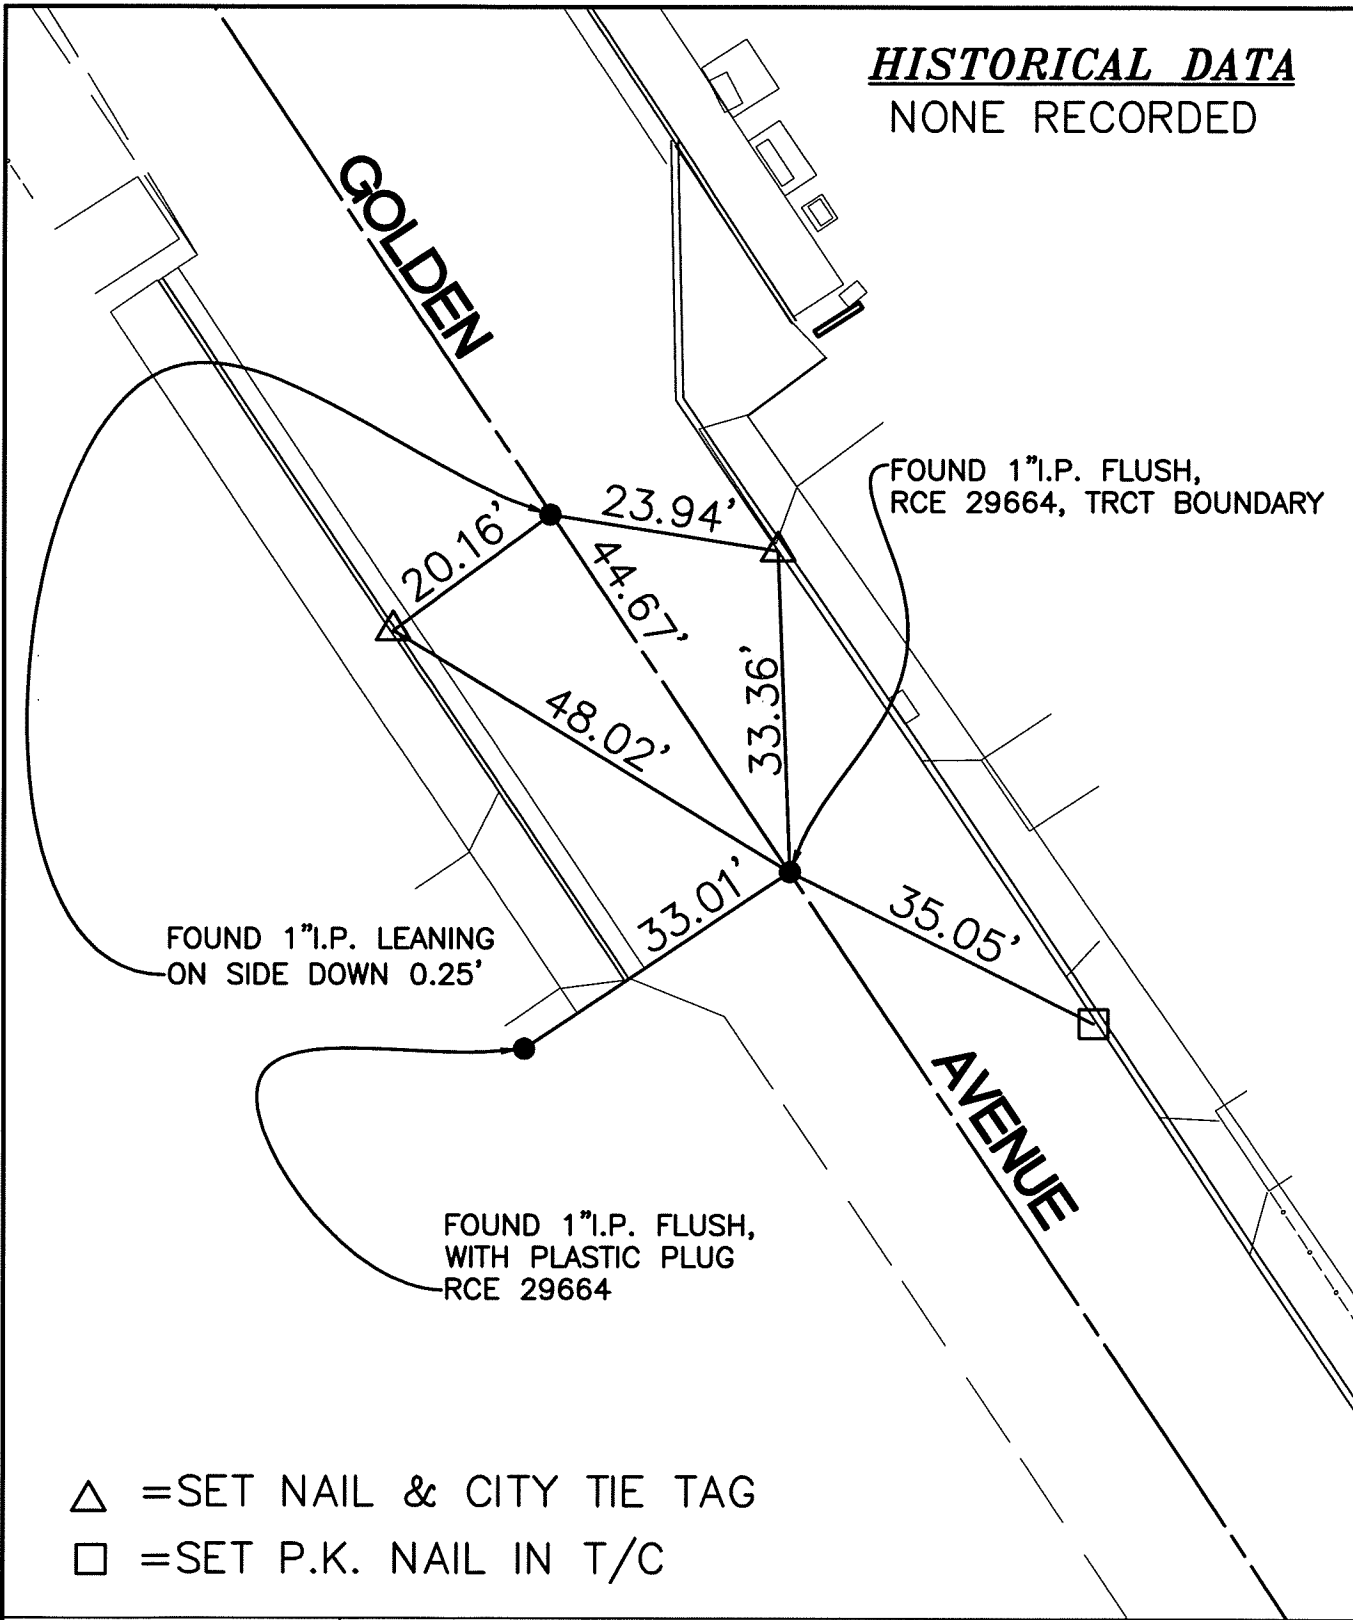 HISTORICAL DATA
NONE RECORDED
GOLDEN
FOUND 1"I.P. FLUSH,
RCE 29664, TRCT BOUNDARY
23.94'
20.16'
44.67'
33.36'
48.02'
33.01'
35.05'
FOUND 1"I.P. LEANING
ON SIDE DOWN 0.25'
AVENUE
FOUND 1"I.P. FLUSH,
WITH PLASTIC PLUG
RCE 29664
=SET NAIL & CITY TIE TAG
=SET P.K. NAIL IN T/C